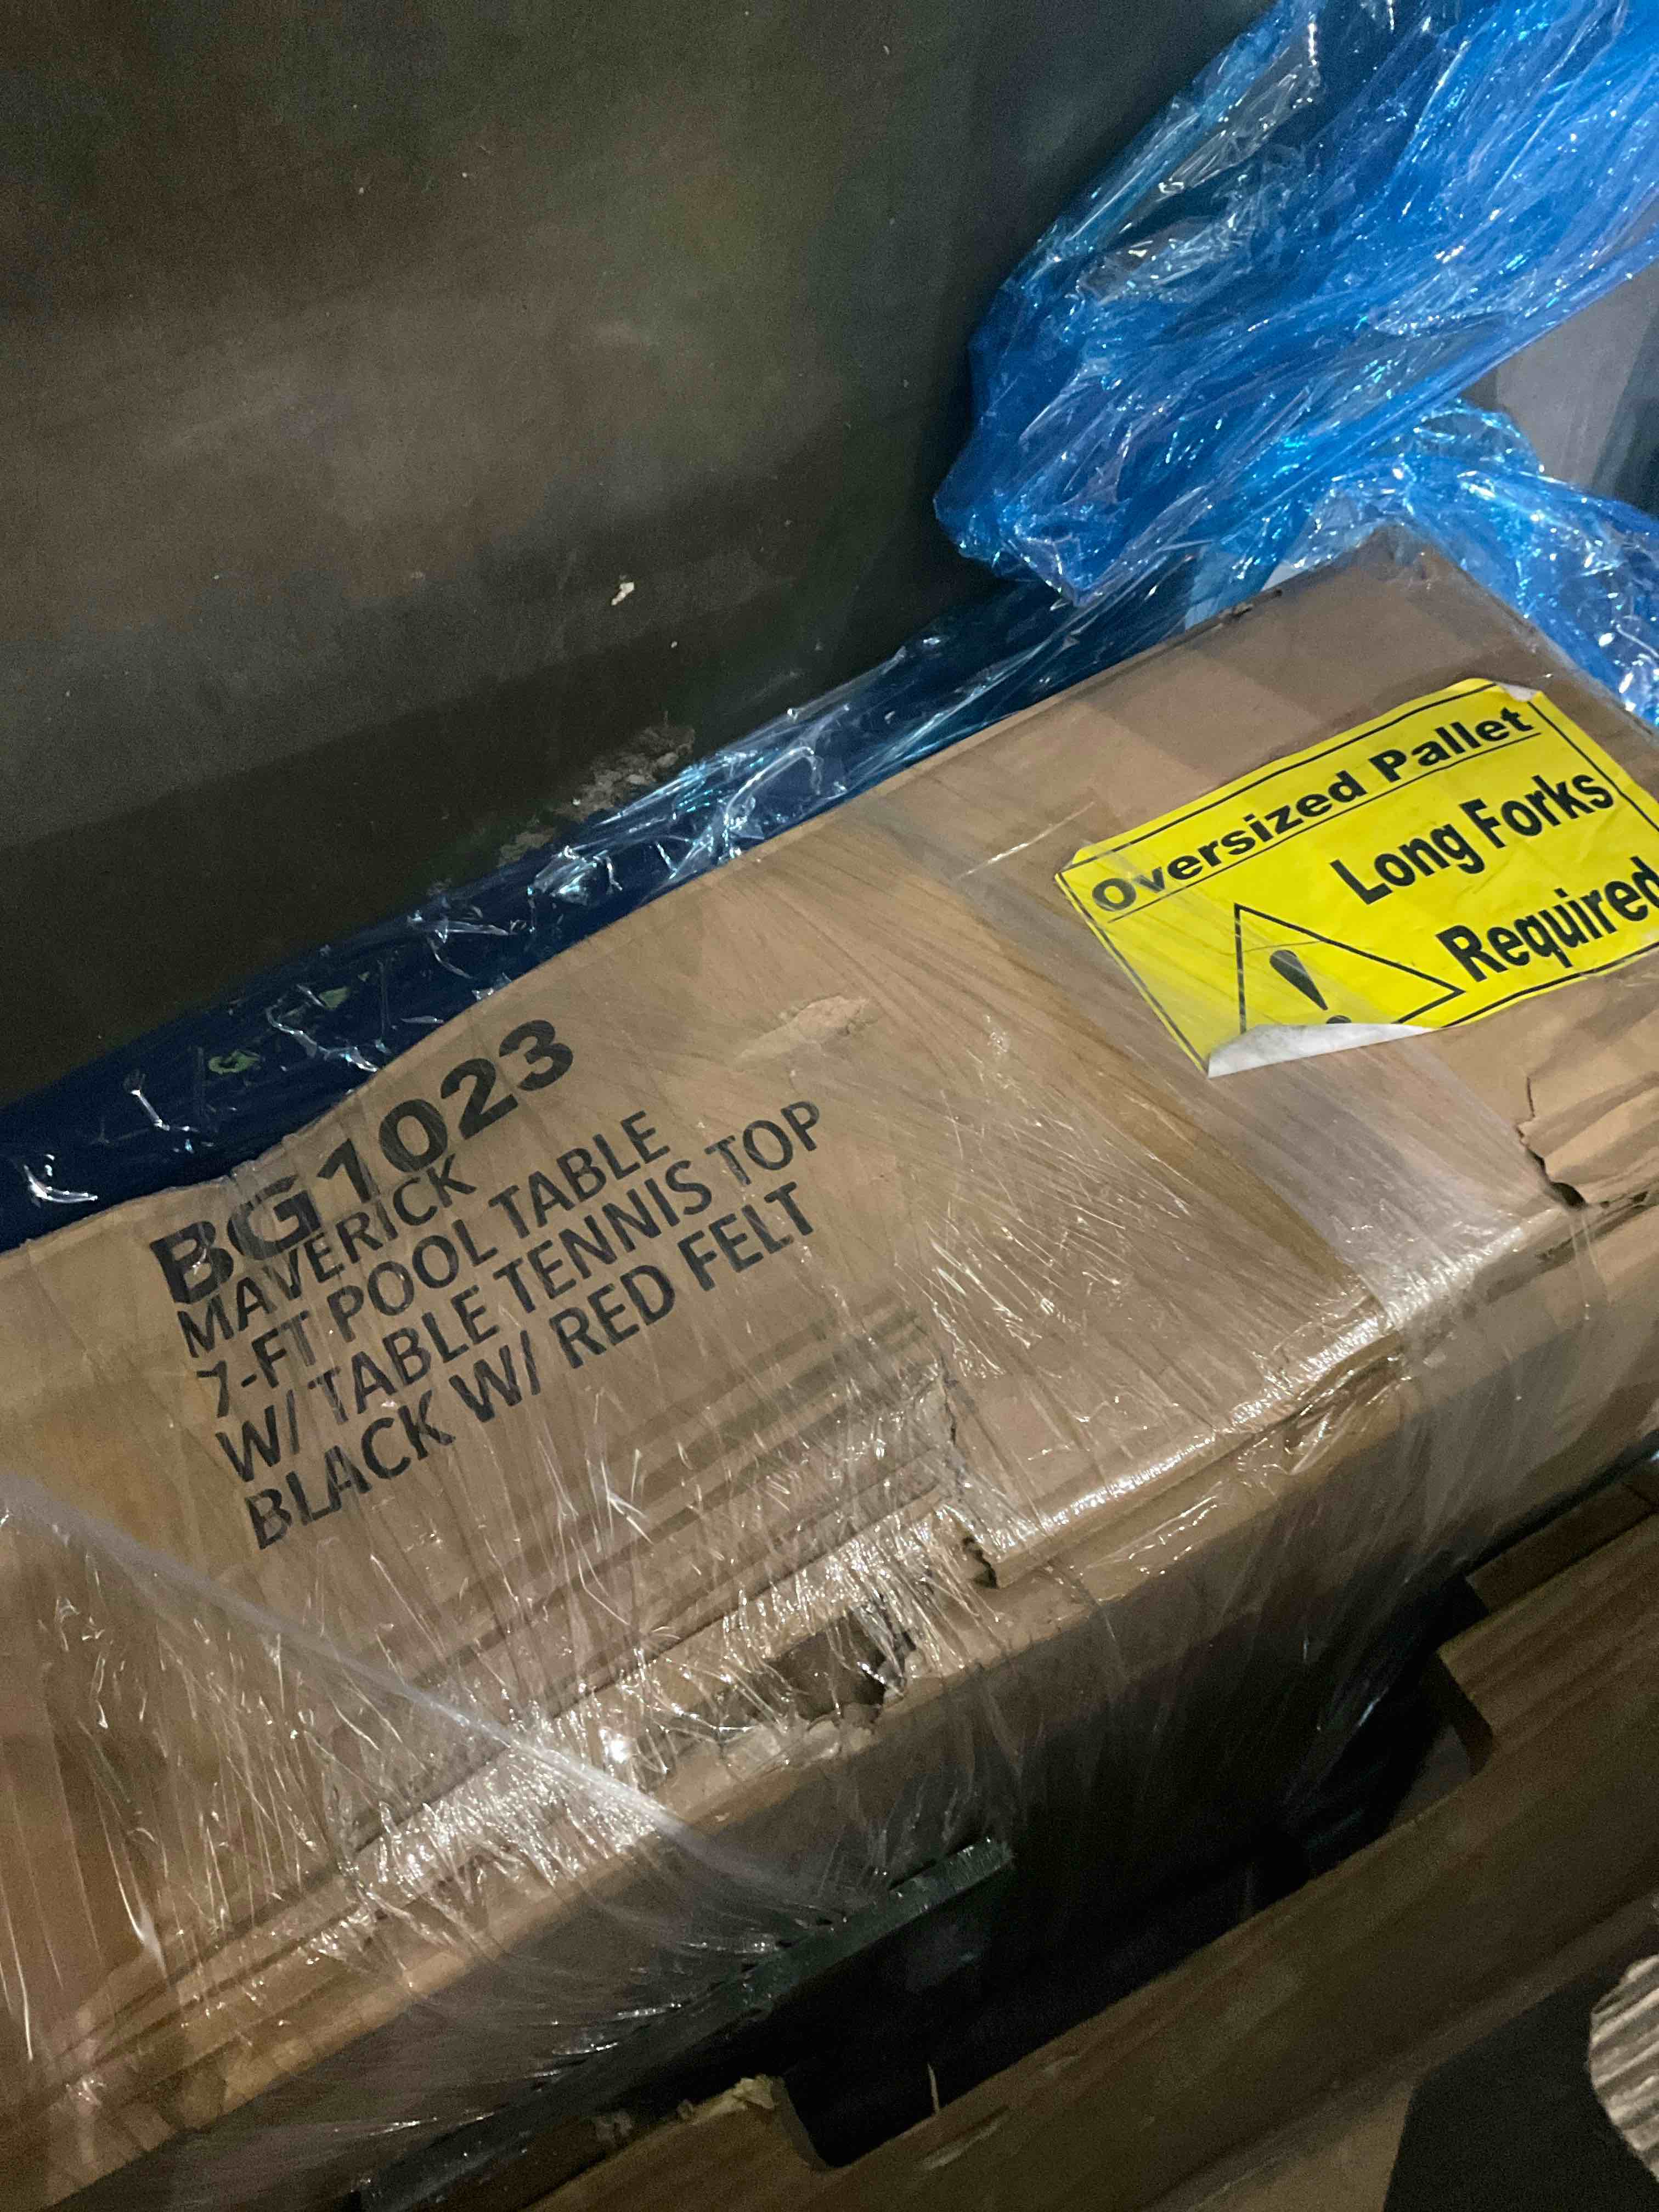 Oversized Pallet
Long Forks
Required
!
BG1023
MAVERICK
7-FT POOL TABLE
W/ TABLE TENNIS TOP
BLACK W/ RED FELT